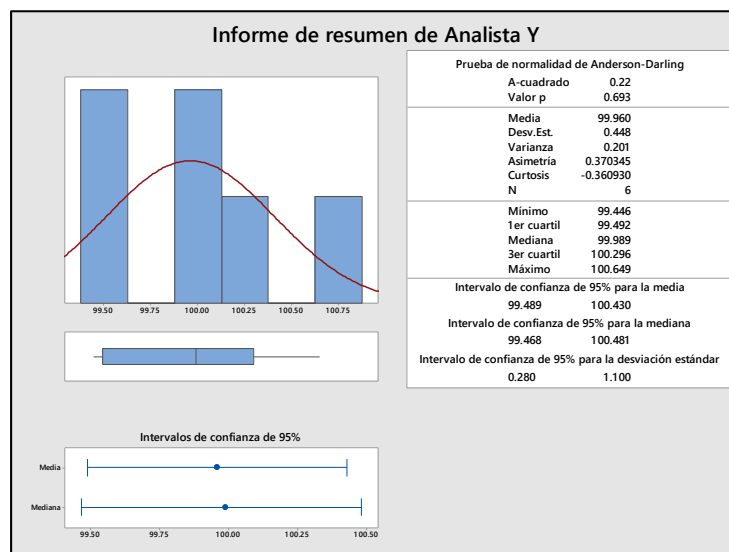 Informe de resumen de Analista Y
99.50 99.75 100.00 100.25 100.50 100.75
Intervalos de confianza de 95%
Media
Mediana
99.50 99.75 100.00 100.25 100.50
Prueba de normalidad de Anderson-Darling
A-cuadrado 0.22
Valor p 0.693
Media 99.960
Desv.Est. 0.448
Varianza 0.201
Asimetría 0.370345
Curtosis -0.360930
N 6
Mínimo 99.446
1er cuartil 99.492
Mediana 99.989
3er cuartil 100.296
Máximo 100.649
Intervalo de confianza de 95% para la media
99.489 100.430
Intervalo de confianza de 95% para la mediana
99.468 100.481
Intervalo de confianza de 95% para la desviación estándar
0.280 1.100